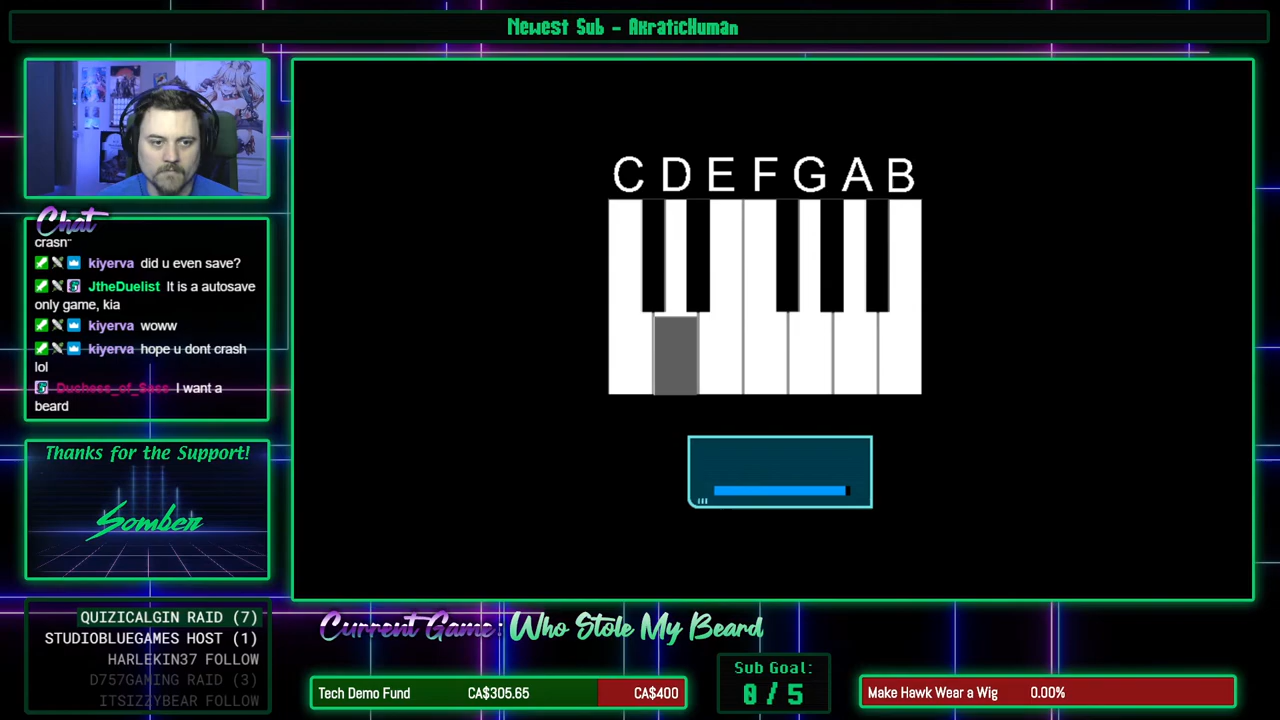 Newest Sub - AkraticHuman
C D E F G A B
Chat
kiyerva did u even save?
JtheDuelist It is a autosave
only game, kia
kiyerva woww
kiyerva hope u dont crash
lol
Duchess_of_Sass I want a
beard
Thanks for the Support!
Somber
QUIZICALGIN RAID (7)
STUDIOBLUEGAMES HOST (1)
HARLEKIN37 FOLLOW
D757GAMING RAID (3)
ITSIZZYBEAR FOLLOW
Current Game: Who Stole My Beard
Tech Demo Fund CA$305.65 CA$400
Sub Goal:
0 / 5
Make Hawk Wear a Wig 0.00%